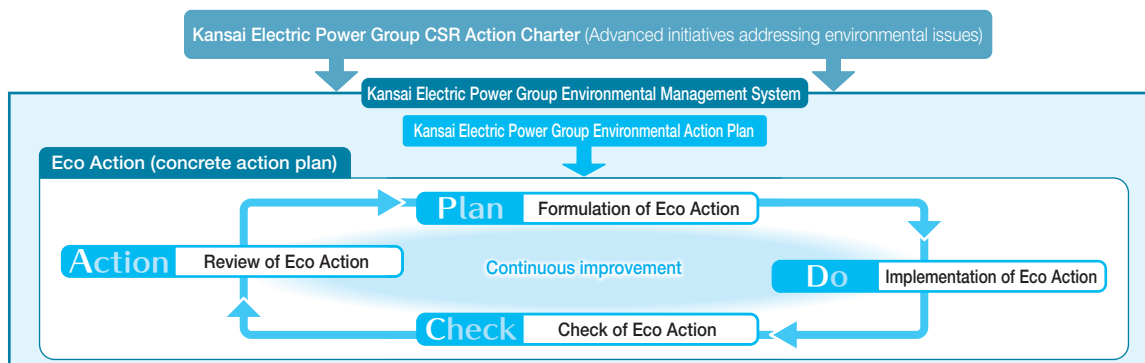 Kansai Electric Power Group CSR Action Charter (Advanced initiatives addressing environmental issues)
Kansai Electric Power Group Environmental Management System
Kansai Electric Power Group Environmental Action Plan
Eco Action (concrete action plan)
Plan Formulation of Eco Action
Action Review of Eco Action
Continuous improvement
Do Implementation of Eco Action
Check Check of Eco Action